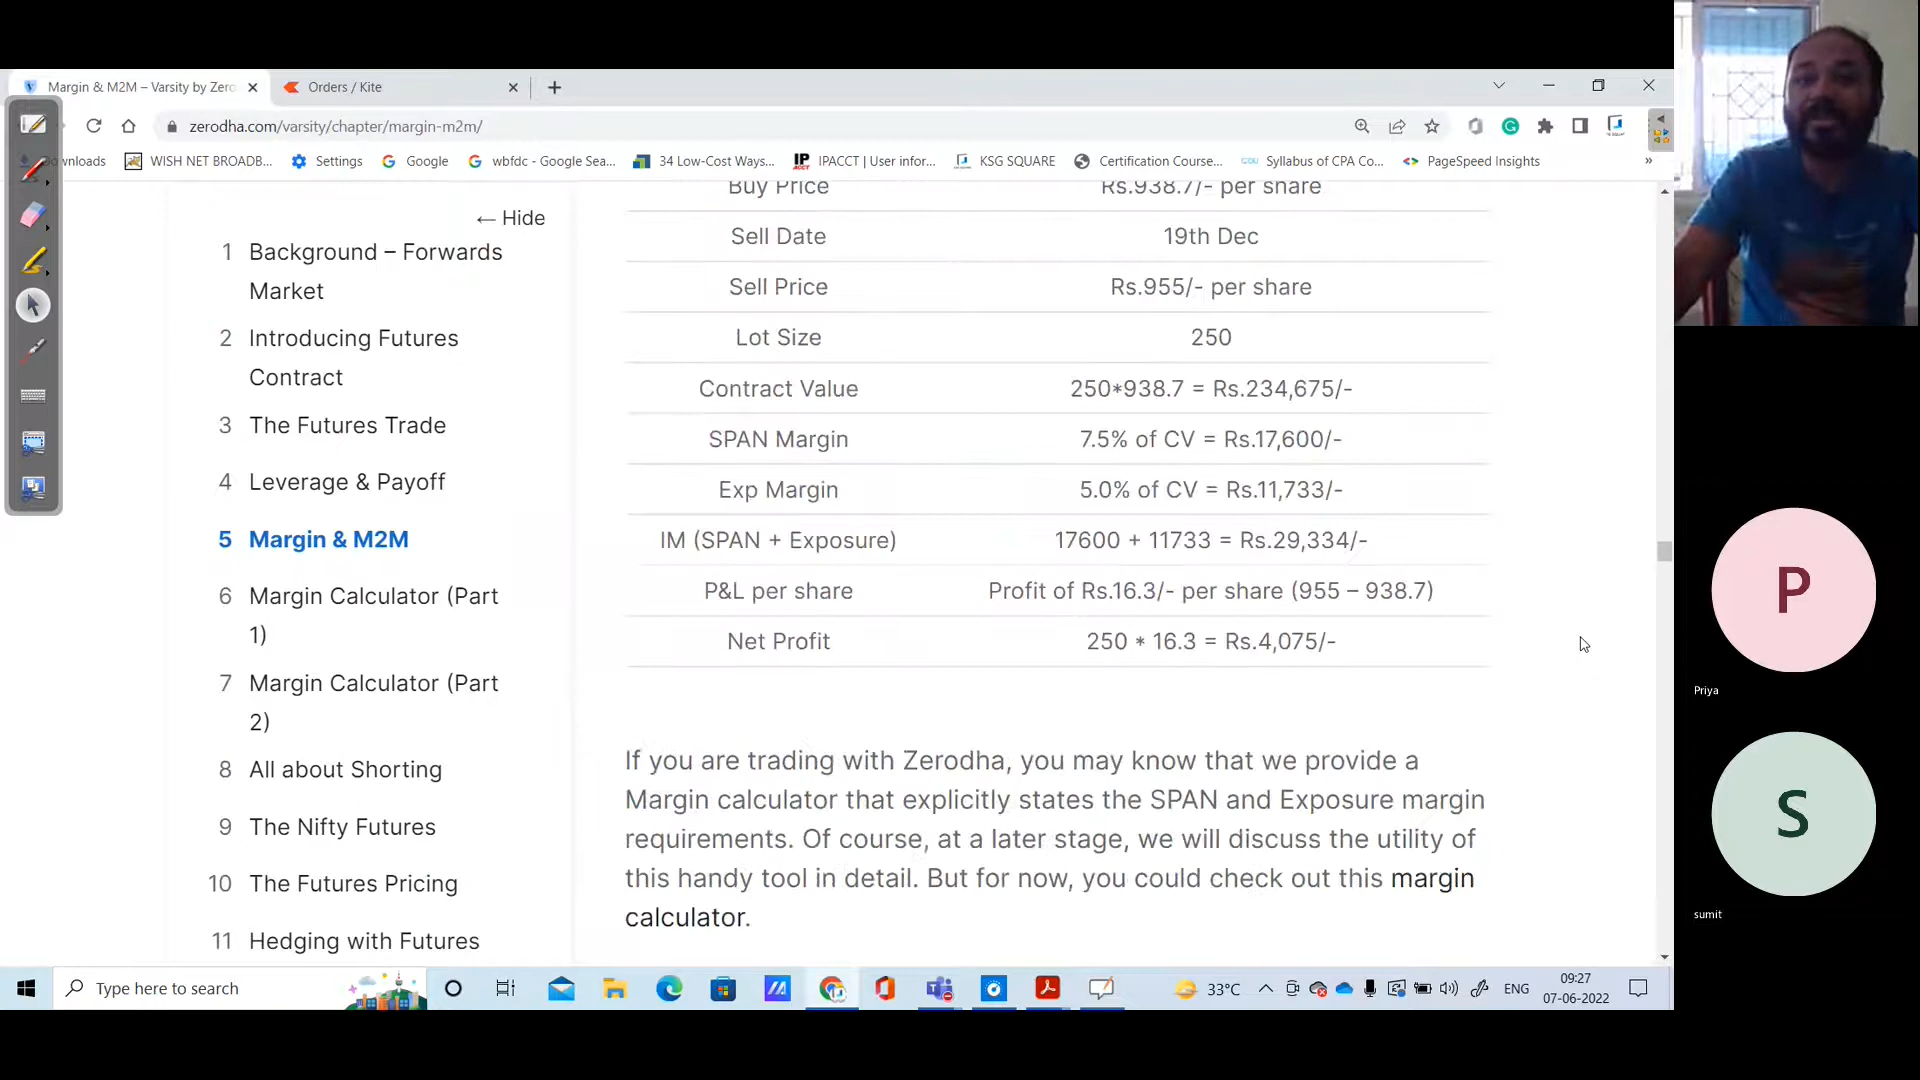 Margin & M2M – Varsity by Zero
Orders / Kite
zerodha.com/varsity/chapter/margin-m2m/
wnloads
WISH NET BROADB...
Settings
Google
wbfdc - Google Sea...
34 Low-Cost Ways...
IPACCT | User infor...
KSG SQUARE
Certification Course...
Syllabus of CPA Co...
PageSpeed Insights
»
← Hide
1 Background – Forwards
Market
2 Introducing Futures
Contract
3 The Futures Trade
4 Leverage & Payoff
5 Margin & M2M
6 Margin Calculator (Part
1)
7 Margin Calculator (Part
2)
8 All about Shorting
9 The Nifty Futures
10 The Futures Pricing
11 Hedging with Futures
Buy Price Rs.938.7/- per share
Sell Date 19th Dec
Sell Price Rs.955/- per share
Lot Size 250
Contract Value 250*938.7 = Rs.234,675/-
SPAN Margin 7.5% of CV = Rs.17,600/-
Exp Margin 5.0% of CV = Rs.11,733/-
IM (SPAN + Exposure) 17600 + 11733 = Rs.29,334/-
P&L per share Profit of Rs.16.3/- per share (955 – 938.7)
Net Profit 250 * 16.3 = Rs.4,075/-
If you are trading with Zerodha, you may know that we provide a
Margin calculator that explicitly states the SPAN and Exposure margin
requirements. Of course, at a later stage, we will discuss the utility of
this handy tool in detail. But for now, you could check out this margin
calculator.
P
Priya
S
sumit
Type here to search
33°C
ENG
09:27
07-06-2022